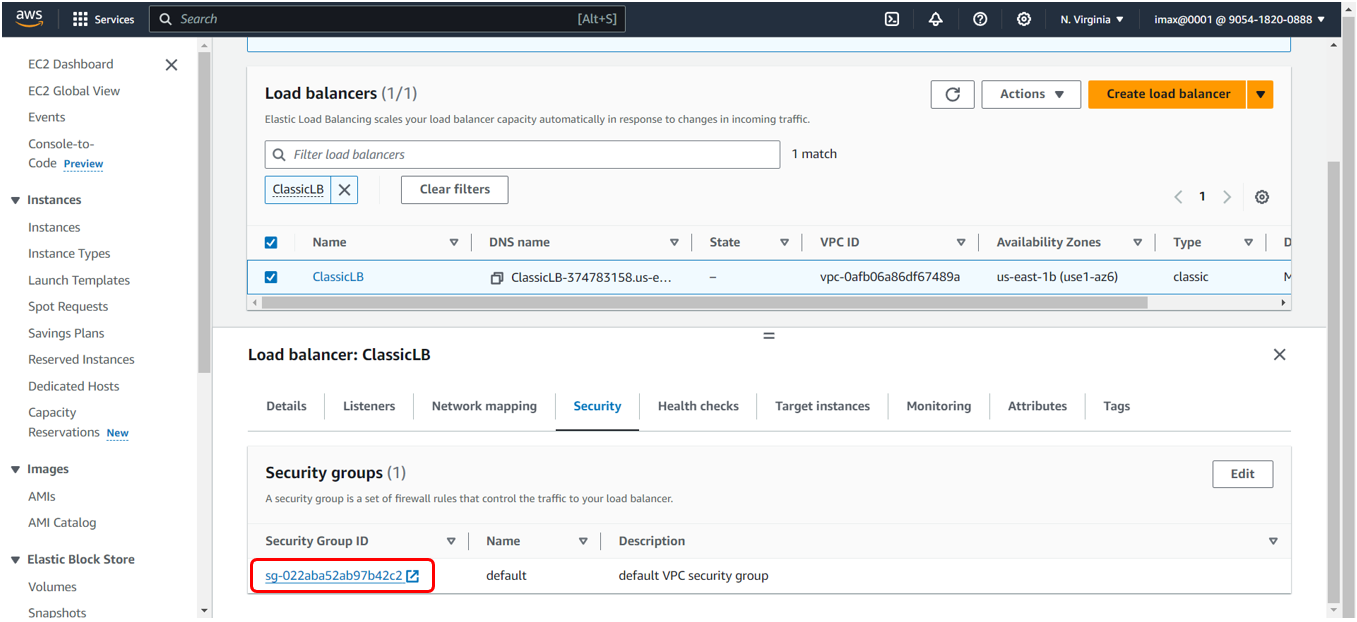 aws
Services
Search
[Alt+S]
N. Virginia
imax@0001 @ 9054-1820-0888
EC2 Dashboard
EC2 Global View
Events
Console-to-
Code Preview
Instances
Instances
Instance Types
Launch Templates
Spot Requests
Savings Plans
Reserved Instances
Dedicated Hosts
Capacity
Reservations New
Images
AMIs
AMI Catalog
Elastic Block Store
Volumes
Snapshots
Load balancers (1/1)
Actions
Create load balancer
Elastic Load Balancing scales your load balancer capacity automatically in response to changes in incoming traffic.
Filter load balancers
1 match
ClassicLB
Clear filters
1
Name DNS name State VPC ID Availability Zones Type D
ClassicLB ClassicLB-374783158.us-e... – vpc-0afb06a86df67489a us-east-1b (use1-az6) classic M
Load balancer: ClassicLB
Details Listeners Network mapping Security Health checks Target instances Monitoring Attributes Tags
Security groups (1)
Edit
A security group is a set of firewall rules that control the traffic to your load balancer.
Security Group ID Name Description
sg-022aba52ab97b42c2 default default VPC security group